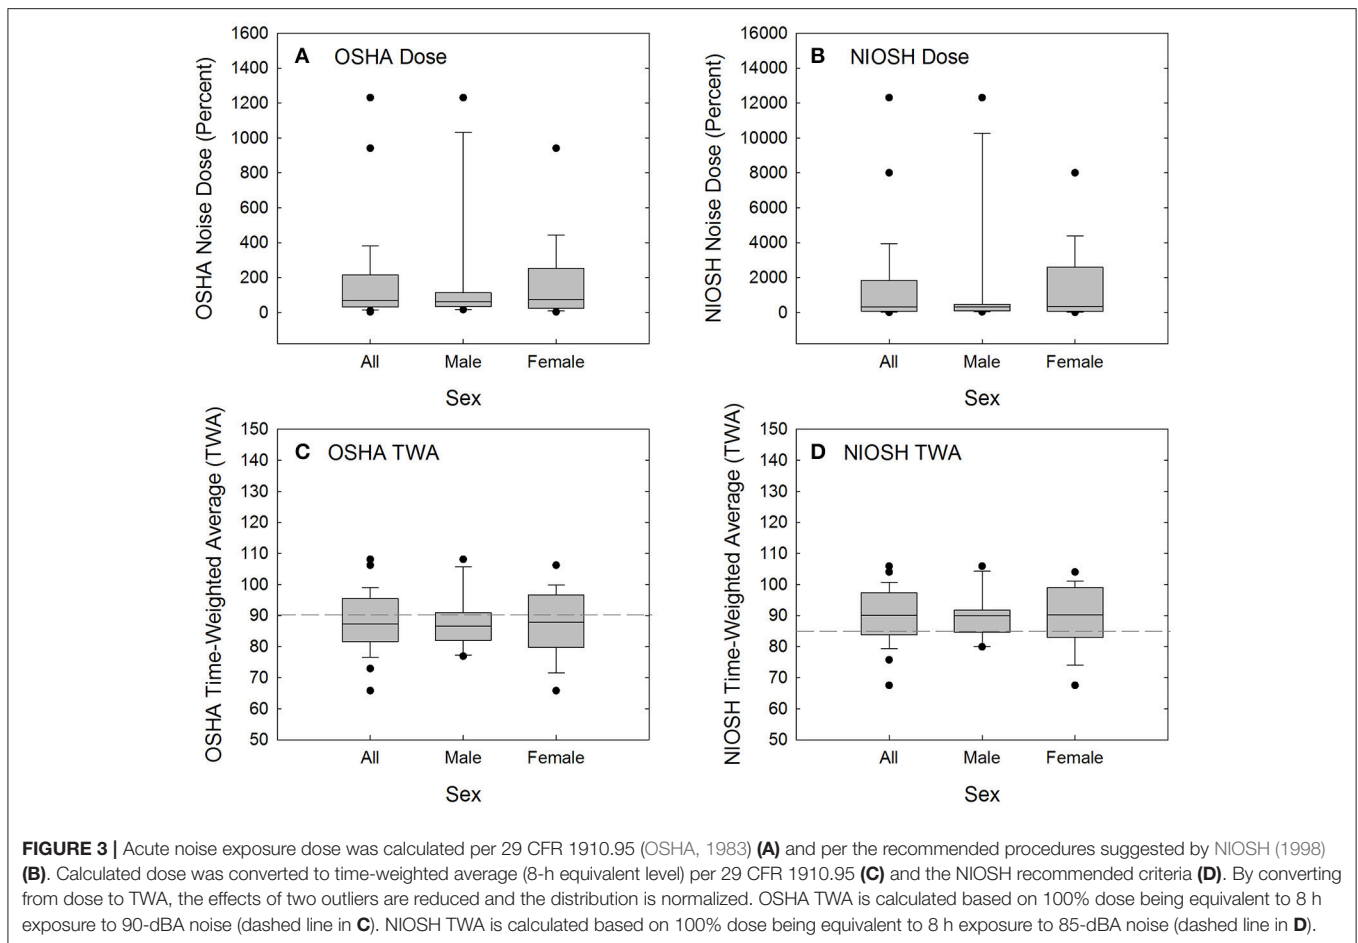 A OSHA Dose
OSHA Noise Dose (Percent)
1600
1400
1200
1000
800
600
400
200
0
All Male Female
Sex
B NIOSH Dose
NIOSH Noise Dose (Percent)
16000
14000
12000
10000
8000
6000
4000
2000
0
All Male Female
Sex
C OSHA TWA
OSHA Time-Weighted Average (TWA)
150
140
130
120
110
100
90
80
70
60
50
All Male Female
Sex
D NIOSH TWA
NIOSH Time-Weighted Average (TWA)
150
140
130
120
110
100
90
80
70
60
50
All Male Female
Sex
FIGURE 3 | Acute noise exposure dose was calculated per 29 CFR 1910.95 (OSHA, 1983) (A) and per the recommended procedures suggested by NIOSH (1998)
(B). Calculated dose was converted to time-weighted average (8-h equivalent level) per 29 CFR 1910.95 (C) and the NIOSH recommended criteria (D). By converting
from dose to TWA, the effects of two outliers are reduced and the distribution is normalized. OSHA TWA is calculated based on 100% dose being equivalent to 8 h
exposure to 90-dBA noise (dashed line in C). NIOSH TWA is calculated based on 100% dose being equivalent to 8 h exposure to 85-dBA noise (dashed line in D).